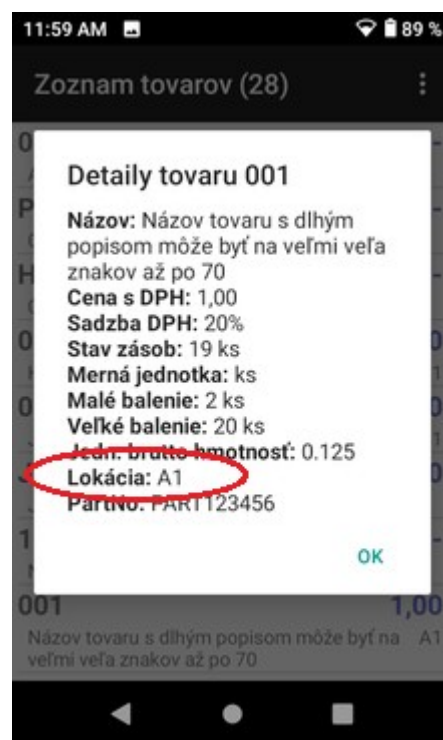 11:59 AM
89 %
Zoznam tovarov (28)
Detaily tovaru 001
Názov: Názov tovaru s dlhým
popisom môže byť na veľmi veľa
znakov až po 70
Cena s DPH: 1,00
Sadzba DPH: 20%
Stav zásob: 19 ks
Merná jednotka: ks
Malé balenie: 2 ks
Veľké balenie: 20 ks
Jedn. brutto hmotnosť: 0.125
Lokácia: A1
PartNo: PART123456
OK
001 1,00
Názov tovaru s dlhým popisom môže byť na A1
veľmi veľa znakov až po 70